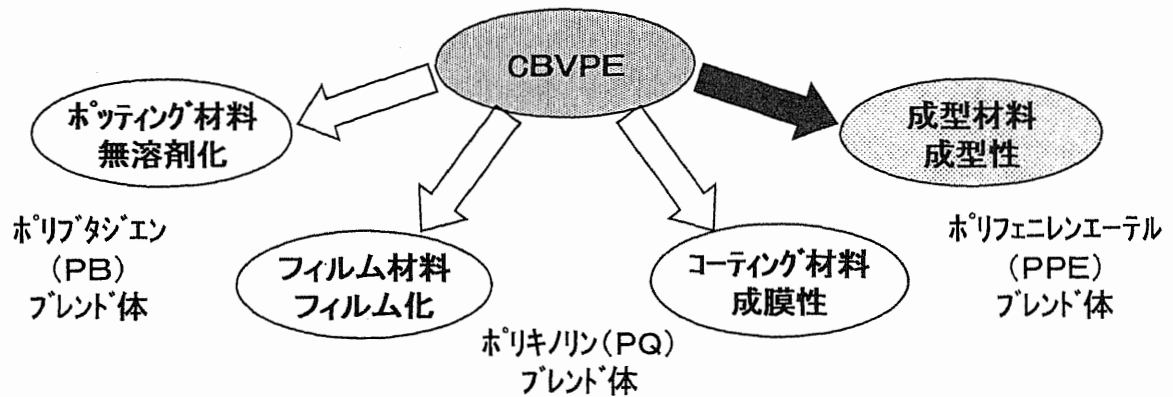 CBVPE
ポッティング材料
無溶剤化
成型材料
成型性
ポリブタジエン
(PB)
ブレンド体
フィルム材料
フィルム化
コーティング材料
成膜性
ポリフェニレンエーテル
(PPE)
ブレンド体
ポリキノリン(PQ)
ブレンド体